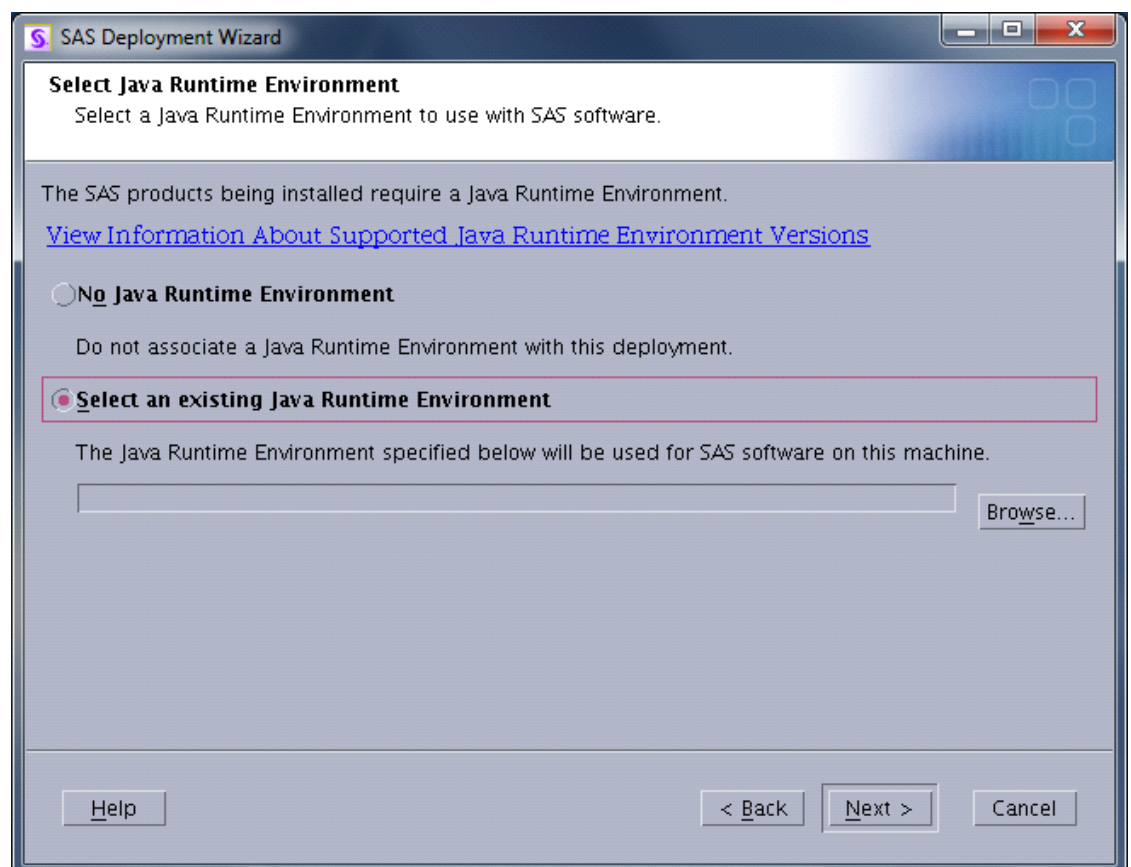 SAS Deployment Wizard
Select Java Runtime Environment
Select a Java Runtime Environment to use with SAS software.
The SAS products being installed require a Java Runtime Environment.
View Information About Supported Java Runtime Environment Versions
No Java Runtime Environment
Do not associate a Java Runtime Environment with this deployment.
Select an existing Java Runtime Environment
The Java Runtime Environment specified below will be used for SAS software on this machine.
Browse...
Help
< Back
Next >
Cancel